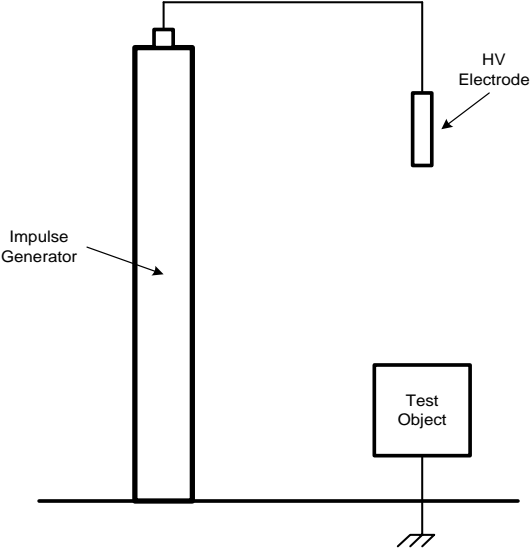 HV
Electrode
Impulse
Generator
Test
Object